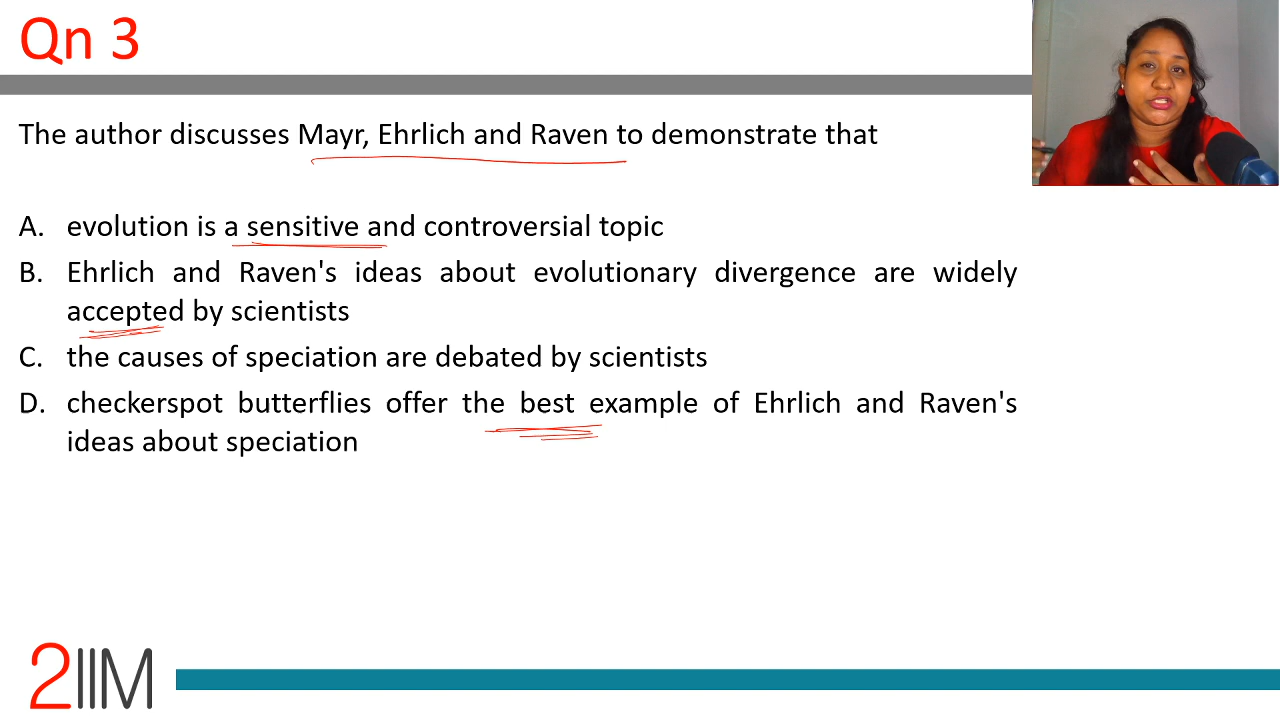 Qn 3
The author discusses Mayr, Ehrlich and Raven to demonstrate that
A. evolution is a sensitive and controversial topic
B. Ehrlich and Raven's ideas about evolutionary divergence are widely
accepted by scientists
C. the causes of speciation are debated by scientists
D. checkerspot butterflies offer the best example of Ehrlich and Raven's
ideas about speciation
2IIM